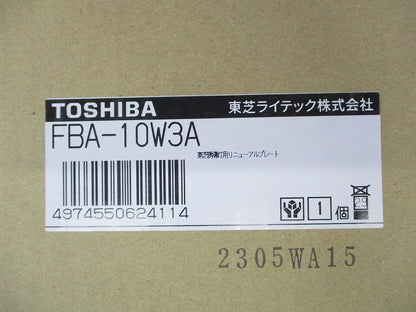 TOSHIBA 東芝ライテック株式会社
FBA-10W3A
東芝誘導灯用リニューアルプレート
4974550624114
1個
2305WA15